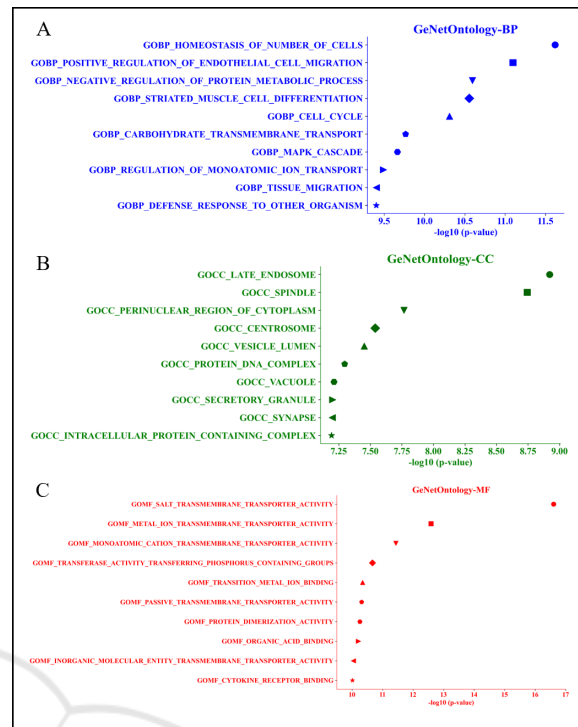 A
GeNetOntology-BP
GOBP_HOMEOSTASIS_OF_NUMBER_OF_CELLS
GOBP_POSITIVE_REGULATION_OF_ENDOTHELIAL_CELL_MIGRATION
GOBP_NEGATIVE_REGULATION_OF_PROTEIN_METABOLIC_PROCESS
GOBP_STRIATED_MUSCLE_CELL_DIFFERENTIATION
GOBP_CELL_CYCLE
GOBP_CARBOHYDRATE_TRANSMEMBRANE_TRANSPORT
GOBP_MAPK_CASCADE
GOBP_REGULATION_OF_MONOATOMIC_ION_TRANSPORT
GOBP_TISSUE_MIGRATION
GOBP_DEFENSE_RESPONSE_TO_OTHER_ORGANISM
9.5 10.0 10.5 11.0 11.5
-log10 (p-value)
B
GeNetOntology-CC
GOCC_LATE_ENDOSOME
GOCC_SPINDLE
GOCC_PERINUCLEAR_REGION_OF_CYTOPLASM
GOCC_CENTROSOME
GOCC_VESICLE_LUMEN
GOCC_PROTEIN_DNA_COMPLEX
GOCC_VACUOLE
GOCC_SECRETORY_GRANULE
GOCC_SYNAPSE
GOCC_INTRACELLULAR_PROTEIN_CONTAINING_COMPLEX
7.25 7.50 7.75 8.00 8.25 8.50 8.75 9.00
-log10 (p-value)
C
GeNetOntology-MF
GOMF_SALT_TRANSMEMBRANE_TRANSPORTER_ACTIVITY
GOMF_METAL_ION_TRANSMEMBRANE_TRANSPORTER_ACTIVITY
GOMF_MONOATOMIC_CATION_TRANSMEMBRANE_TRANSPORTER_ACTIVITY
GOMF_TRANSFERASE_ACTIVITY_TRANSFERRING_PHOSPHORUS_CONTAINING_GROUPS
GOMF_TRANSITION_METAL_ION_BINDING
GOMF_PASSIVE_TRANSMEMBRANE_TRANSPORTER_ACTIVITY
GOMF_PROTEIN_DIMERIZATION_ACTIVITY
GOMF_ORGANIC_ACID_BINDING
GOMF_INORGANIC_MOLECULAR_ENTITY_TRANSMEMBRANE_TRANSPORTER_ACTIVITY
GOMF_CYTOKINE_RECEPTOR_BINDING
10 11 12 13 14 15 16 17
-log10 (p-value)